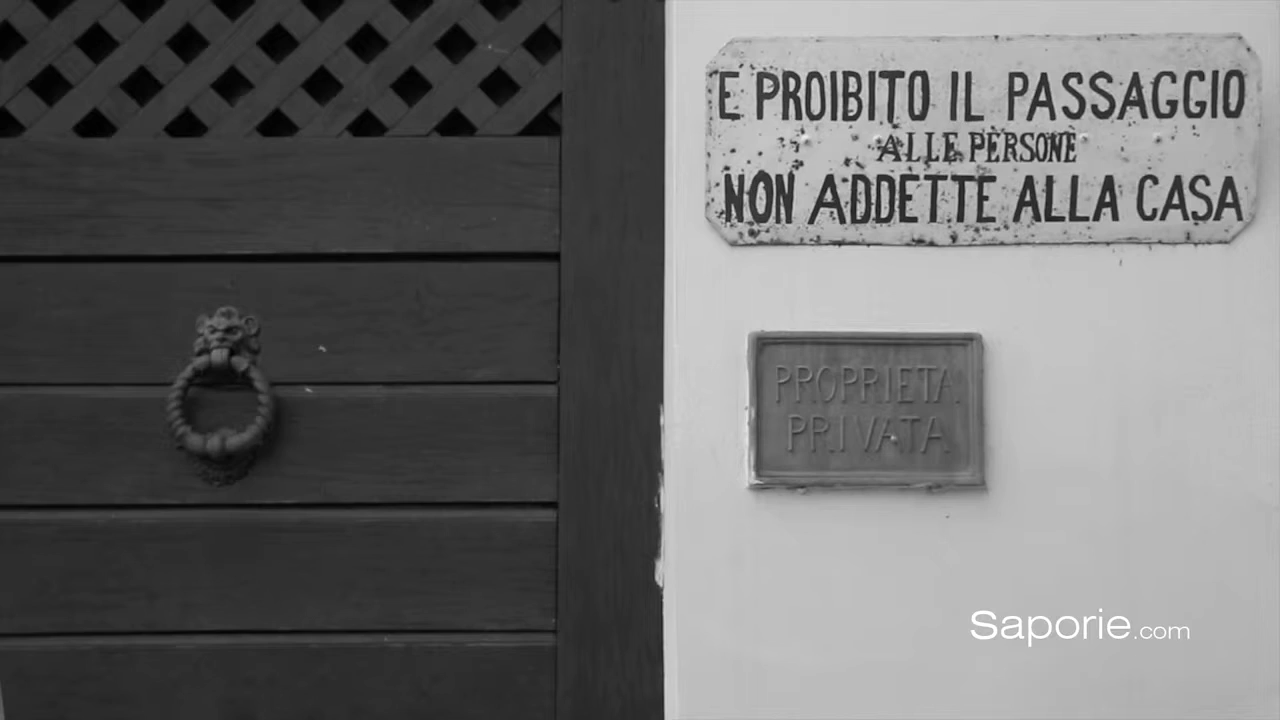 E PROIBITO IL PASSAGGIO
ALLE PERSONE
NON ADDETTE ALLA CASA
PROPRIETA
PRIVATA
Saporie.com